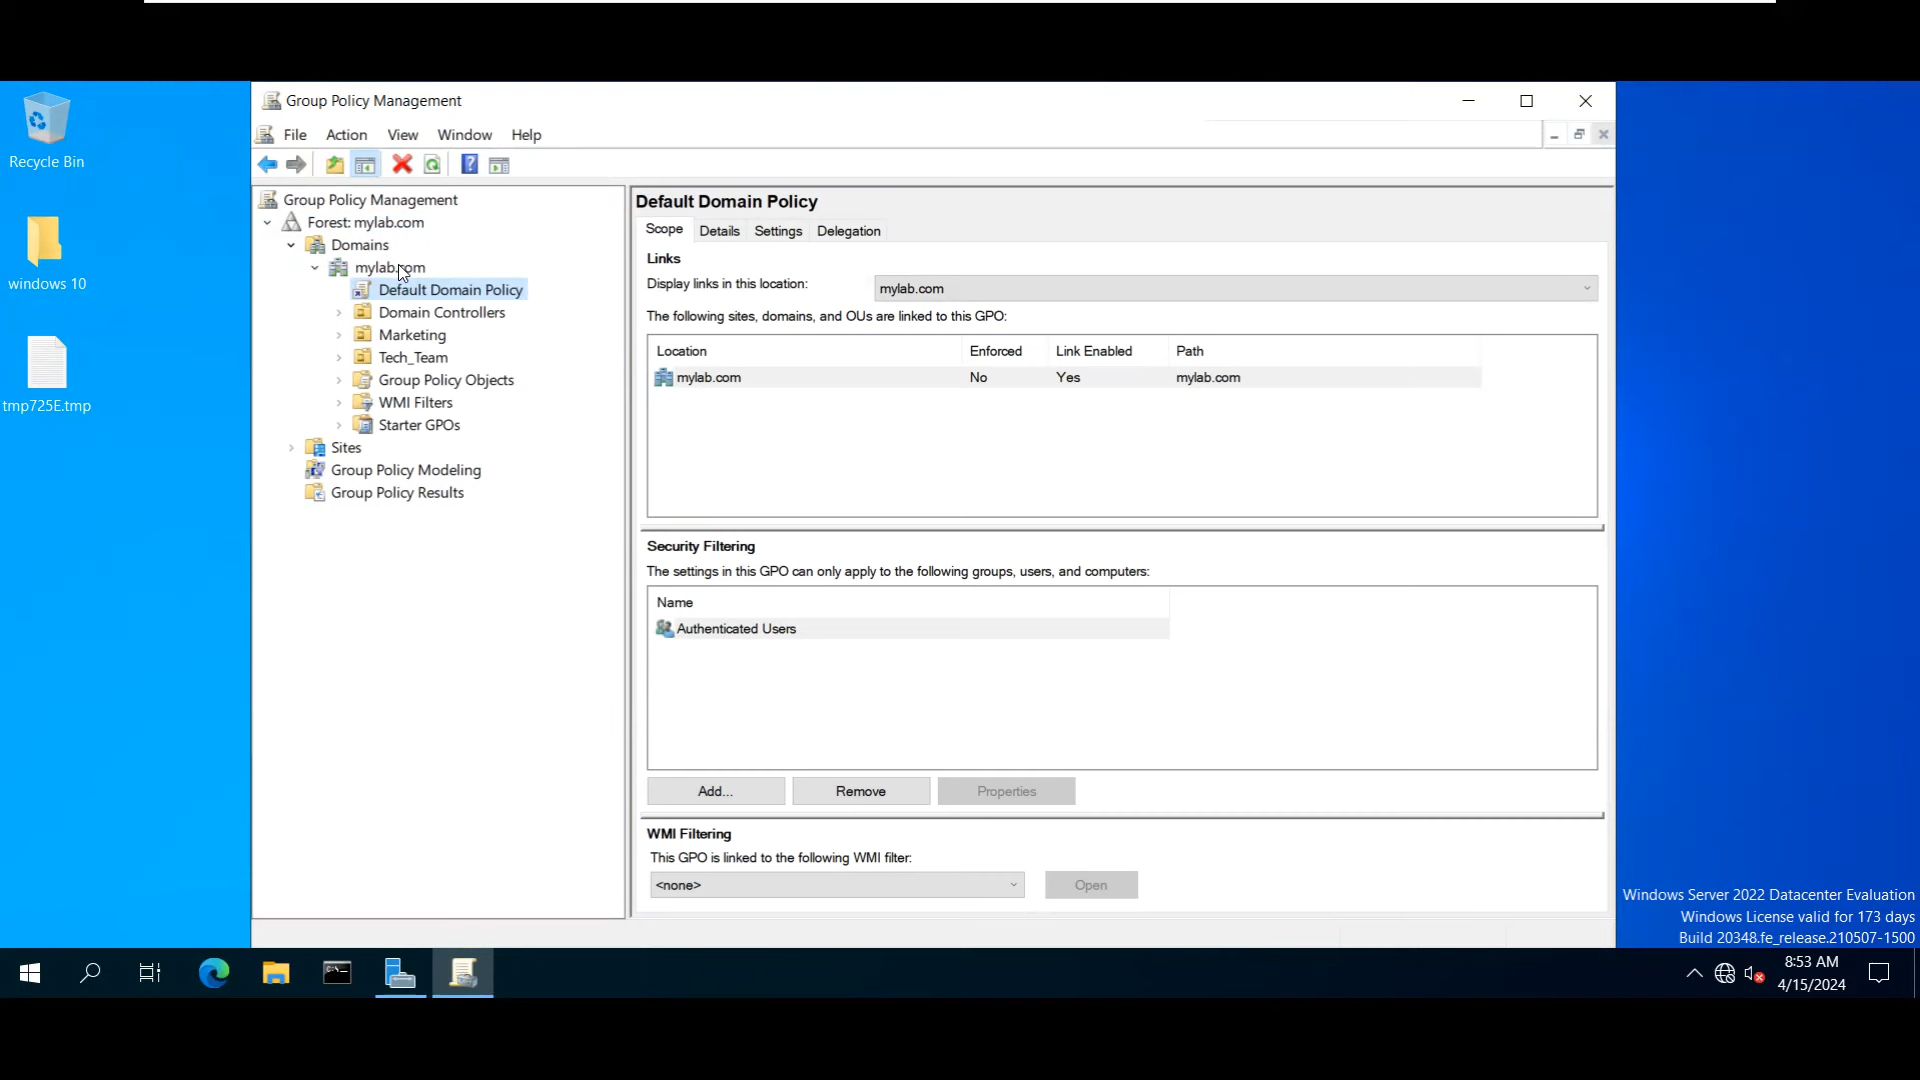 Recycle Bin
windows 10
tmp725E.tmp
Group Policy Management
File Action View Window Help
Group Policy Management
Forest: mylab.com
Domains
mylab.com
Default Domain Policy
Domain Controllers
Marketing
Tech_Team
Group Policy Objects
WMI Filters
Starter GPOs
Sites
Group Policy Modeling
Group Policy Results
Default Domain Policy
Scope Details Settings Delegation
Links
Display links in this location: mylab.com
The following sites, domains, and OUs are linked to this GPO:
Location Enforced Link Enabled Path
mylab.com No Yes mylab.com
Security Filtering
The settings in this GPO can only apply to the following groups, users, and computers:
Name
Authenticated Users
Add... Remove Properties
WMI Filtering
This GPO is linked to the following WMI filter:
<none> Open
Windows Server 2022 Datacenter Evaluation
Windows License valid for 173 days
Build 20348.fe_release.210507-1500
8:53 AM
4/15/2024